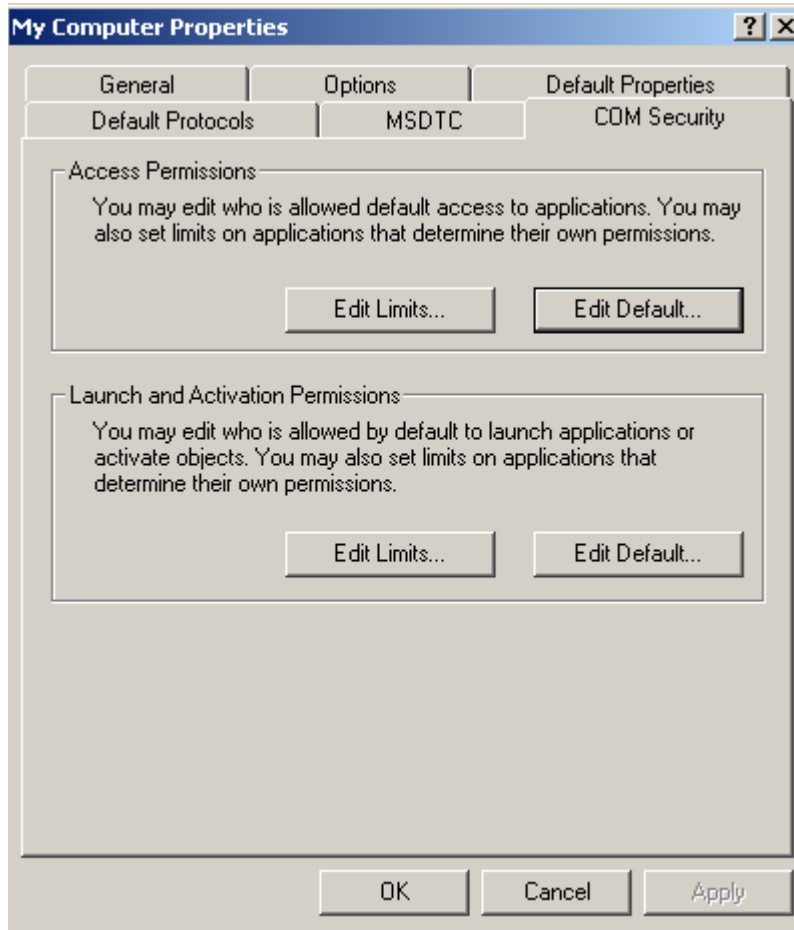 My Computer Properties
General Options Default Properties
Default Protocols MSDTC COM Security
Access Permissions
You may edit who is allowed default access to applications. You may
also set limits on applications that determine their own permissions.
Edit Limits... Edit Default...
Launch and Activation Permissions
You may edit who is allowed by default to launch applications or
activate objects. You may also set limits on applications that
determine their own permissions.
Edit Limits... Edit Default...
OK Cancel Apply